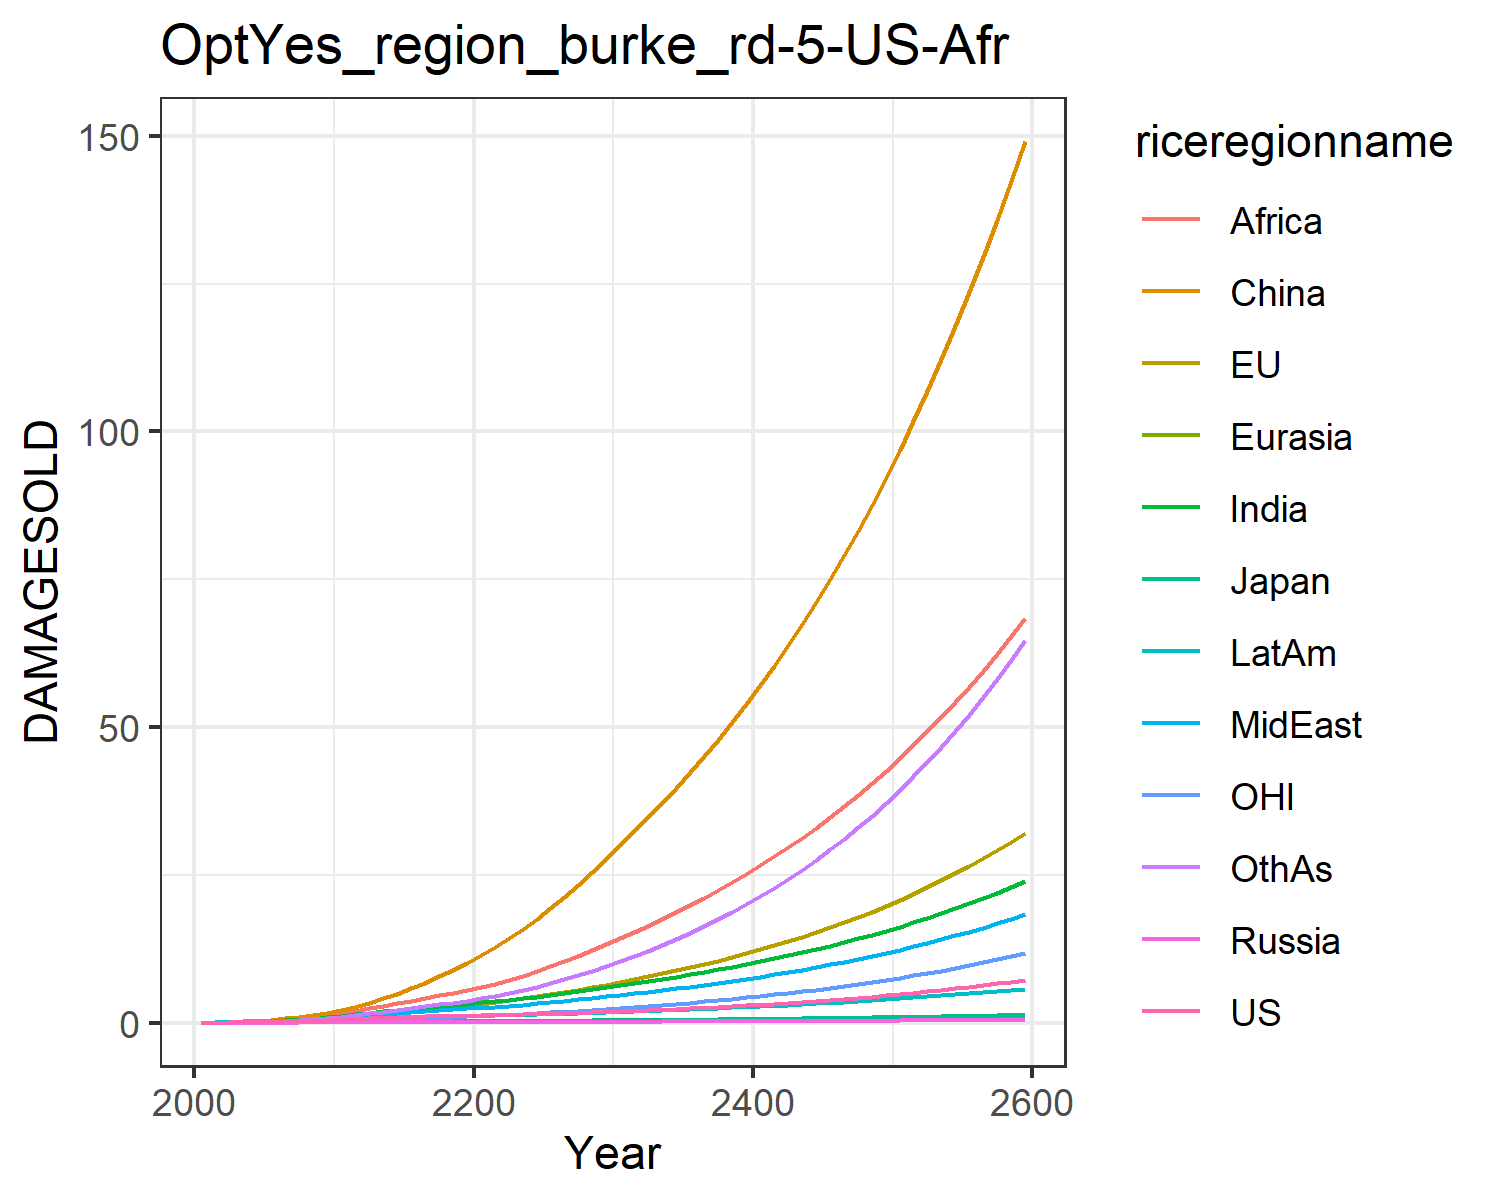 OptYes_region_burke_rd-5-US-Afr
150
100
50
0
DAMAGESOLD
2000
2200
2400
2600
Year
riceregionname
Africa
China
EU
Eurasia
India
Japan
LatAm
MidEast
OHI
OthAs
Russia
US